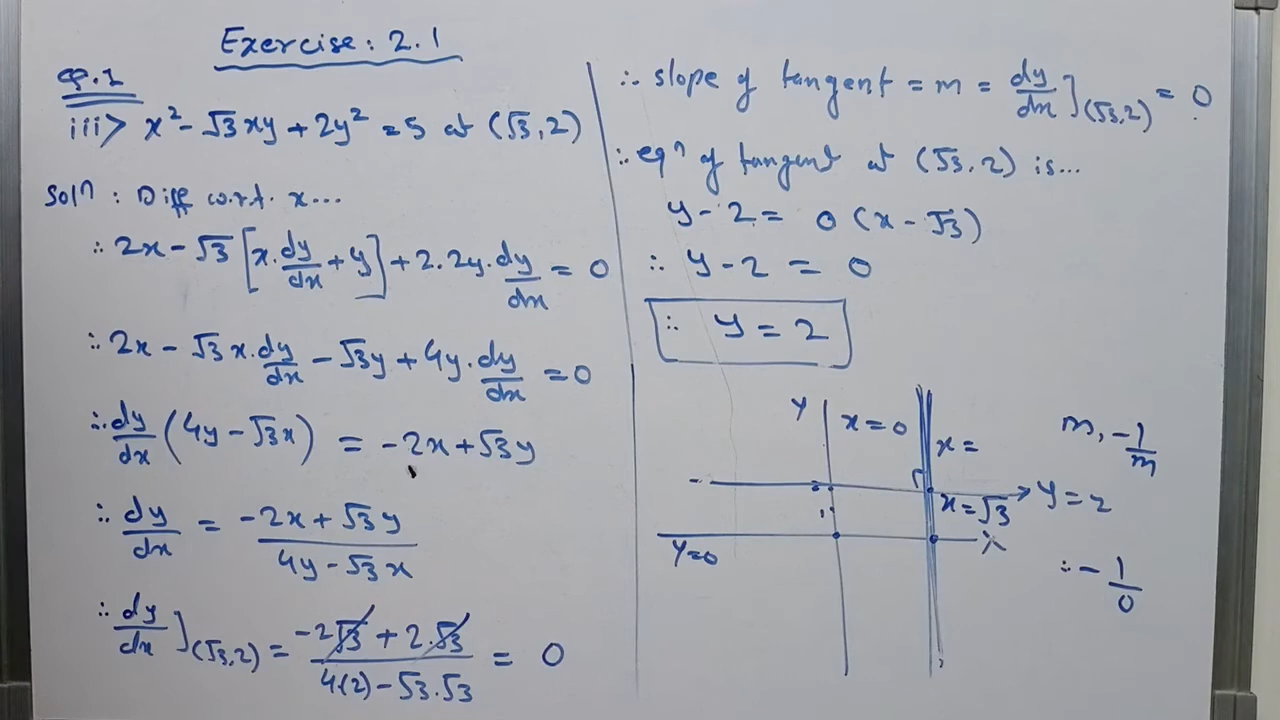 Exercise: 2.1
Q.1
iii> x² - √3xy + 2y² = 5 at (√3, 2)
Solⁿ : Diff w.r.t. x...
∴ 2x - √3 [x.dy/dx + y] + 2.2y.dy/dx = 0
∴ 2x - √3x.dy/dx - √3y + 4y.dy/dx = 0
∴ dy/dx (4y - √3x) = -2x + √3y
∴ dy/dx = -2x + √3y / 4y - √3x
∴ dy/dx](√3,2) = -2√3 + 2.√3 / 4(2) - √3.√3 = 0
∴ slope of tangent = m = dy/dx](√3,2) = 0
∴ eqⁿ of tangent at (√3, 2) is...
y - 2 = 0 (x - √3)
∴ y - 2 = 0
∴ y = 2
Y
x = 0
x =
m, -1/m
x = √3
y = 2
Y=0
X
∴ - 1/0